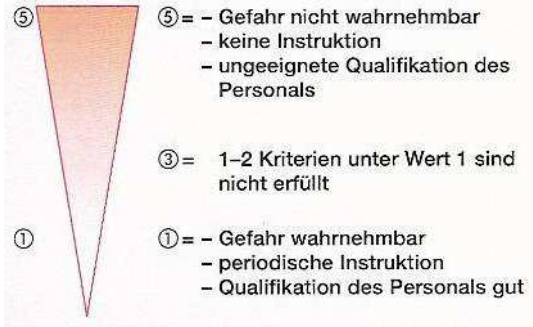 ⑤ ⑤= – Gefahr nicht wahrnehmbar
– keine Instruktion
– ungeeignete Qualifikation des
Personals
③= 1–2 Kriterien unter Wert 1 sind
nicht erfüllt
① ①= – Gefahr wahrnehmbar
– periodische Instruktion
– Qualifikation des Personals gut